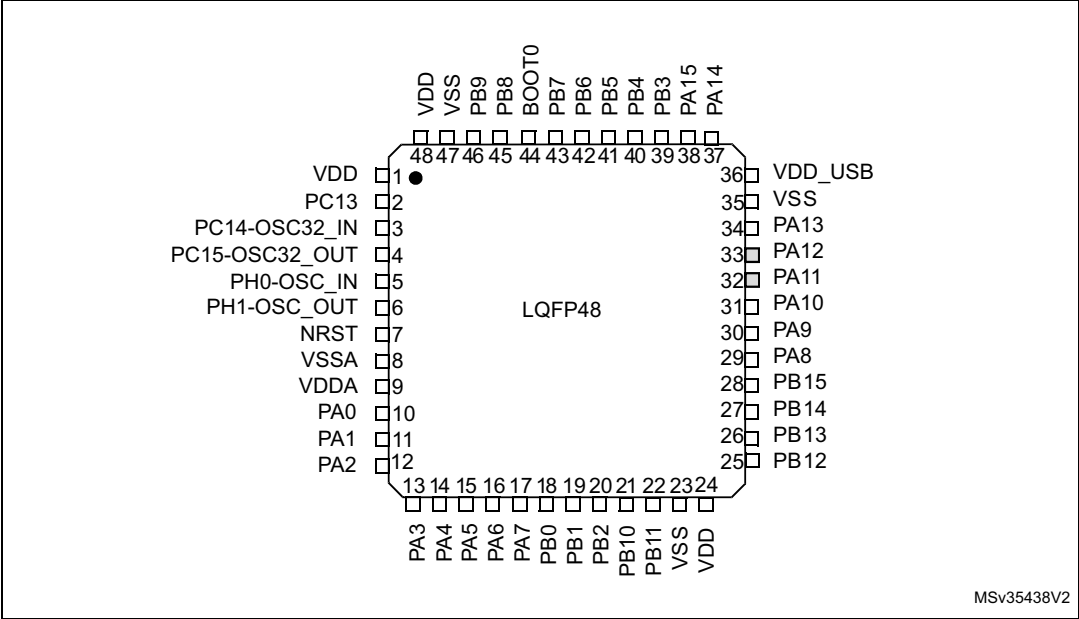 VDD
VSS
PB9
PB8
BOOT0
PB7
PB6
PB5
PB4
PB3
PA15
PA14
48 47 46 45 44 43 42 41 40 39 38 37
VDD 1
PC13 2
PC14-OSC32_IN 3
PC15-OSC32_OUT 4
PH0-OSC_IN 5
PH1-OSC_OUT 6
NRST 7
VSSA 8
VDDA 9
PA0 10
PA1 11
PA2 12
LQFP48
36 VDD_USB
35 VSS
34 PA13
33 PA12
32 PA11
31 PA10
30 PA9
29 PA8
28 PB15
27 PB14
26 PB13
25 PB12
13 14 15 16 17 18 19 20 21 22 23 24
PA3
PA4
PA5
PA6
PA7
PB0
PB1
PB2
PB10
PB11
VSS
VDD
MSv35438V2